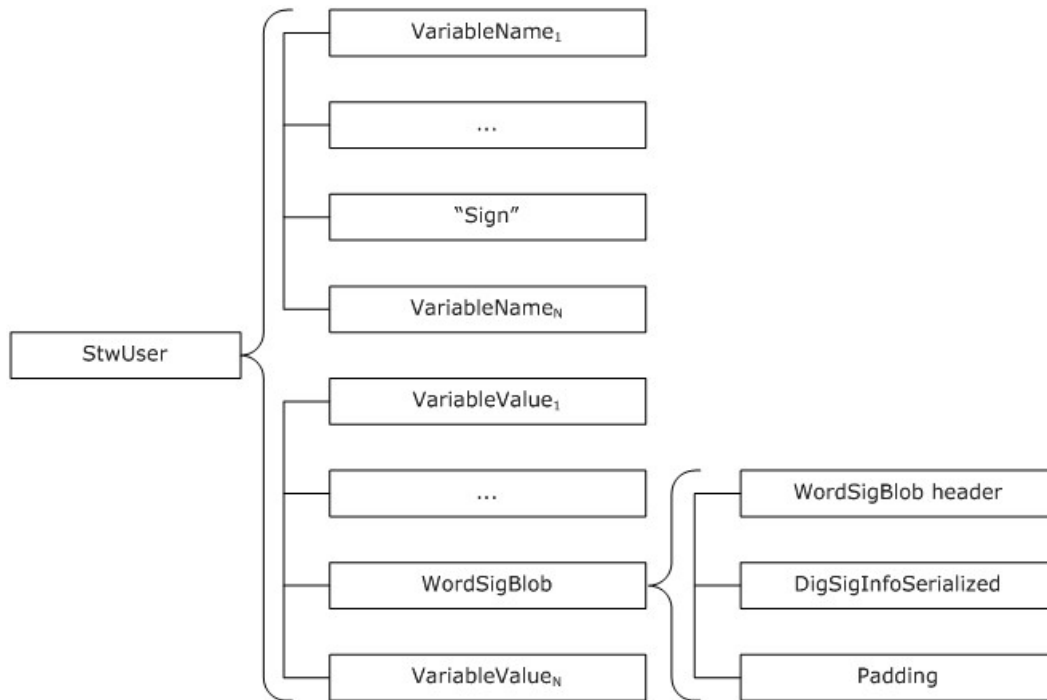 VariableName₁
...
“Sign”
VariableNameN
StwUser
VariableValue₁
...
WordSigBlob header
WordSigBlob
DigSigInfoSerialized
VariableValueN
Padding